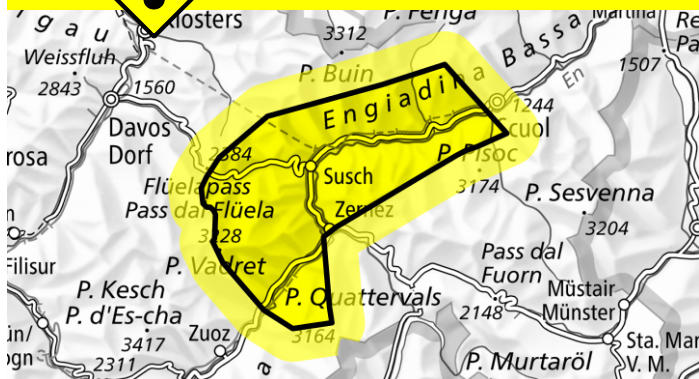 Klosters
P. Fenga
Martina
3312
g a u
Weissfluh
P. Buin
Bassa
1507
2843
1560
Engiadina
En
1244
Davos
Dorf
Scuol
rosa
2384
P. Pisoc
Susch
3174
Flüelapass
P. Sesvenna
Pass dal Flüela
Zernez
3204
3228
Filisur
P. Vadret
Pass dal
Fuorn
P. Kesch
P. Quattervals
Müstair
P. d'Es-cha
2148
Münster
3417
Zuoz
3164
Sta. Mar
V. M.
2311
P. Murtaröl